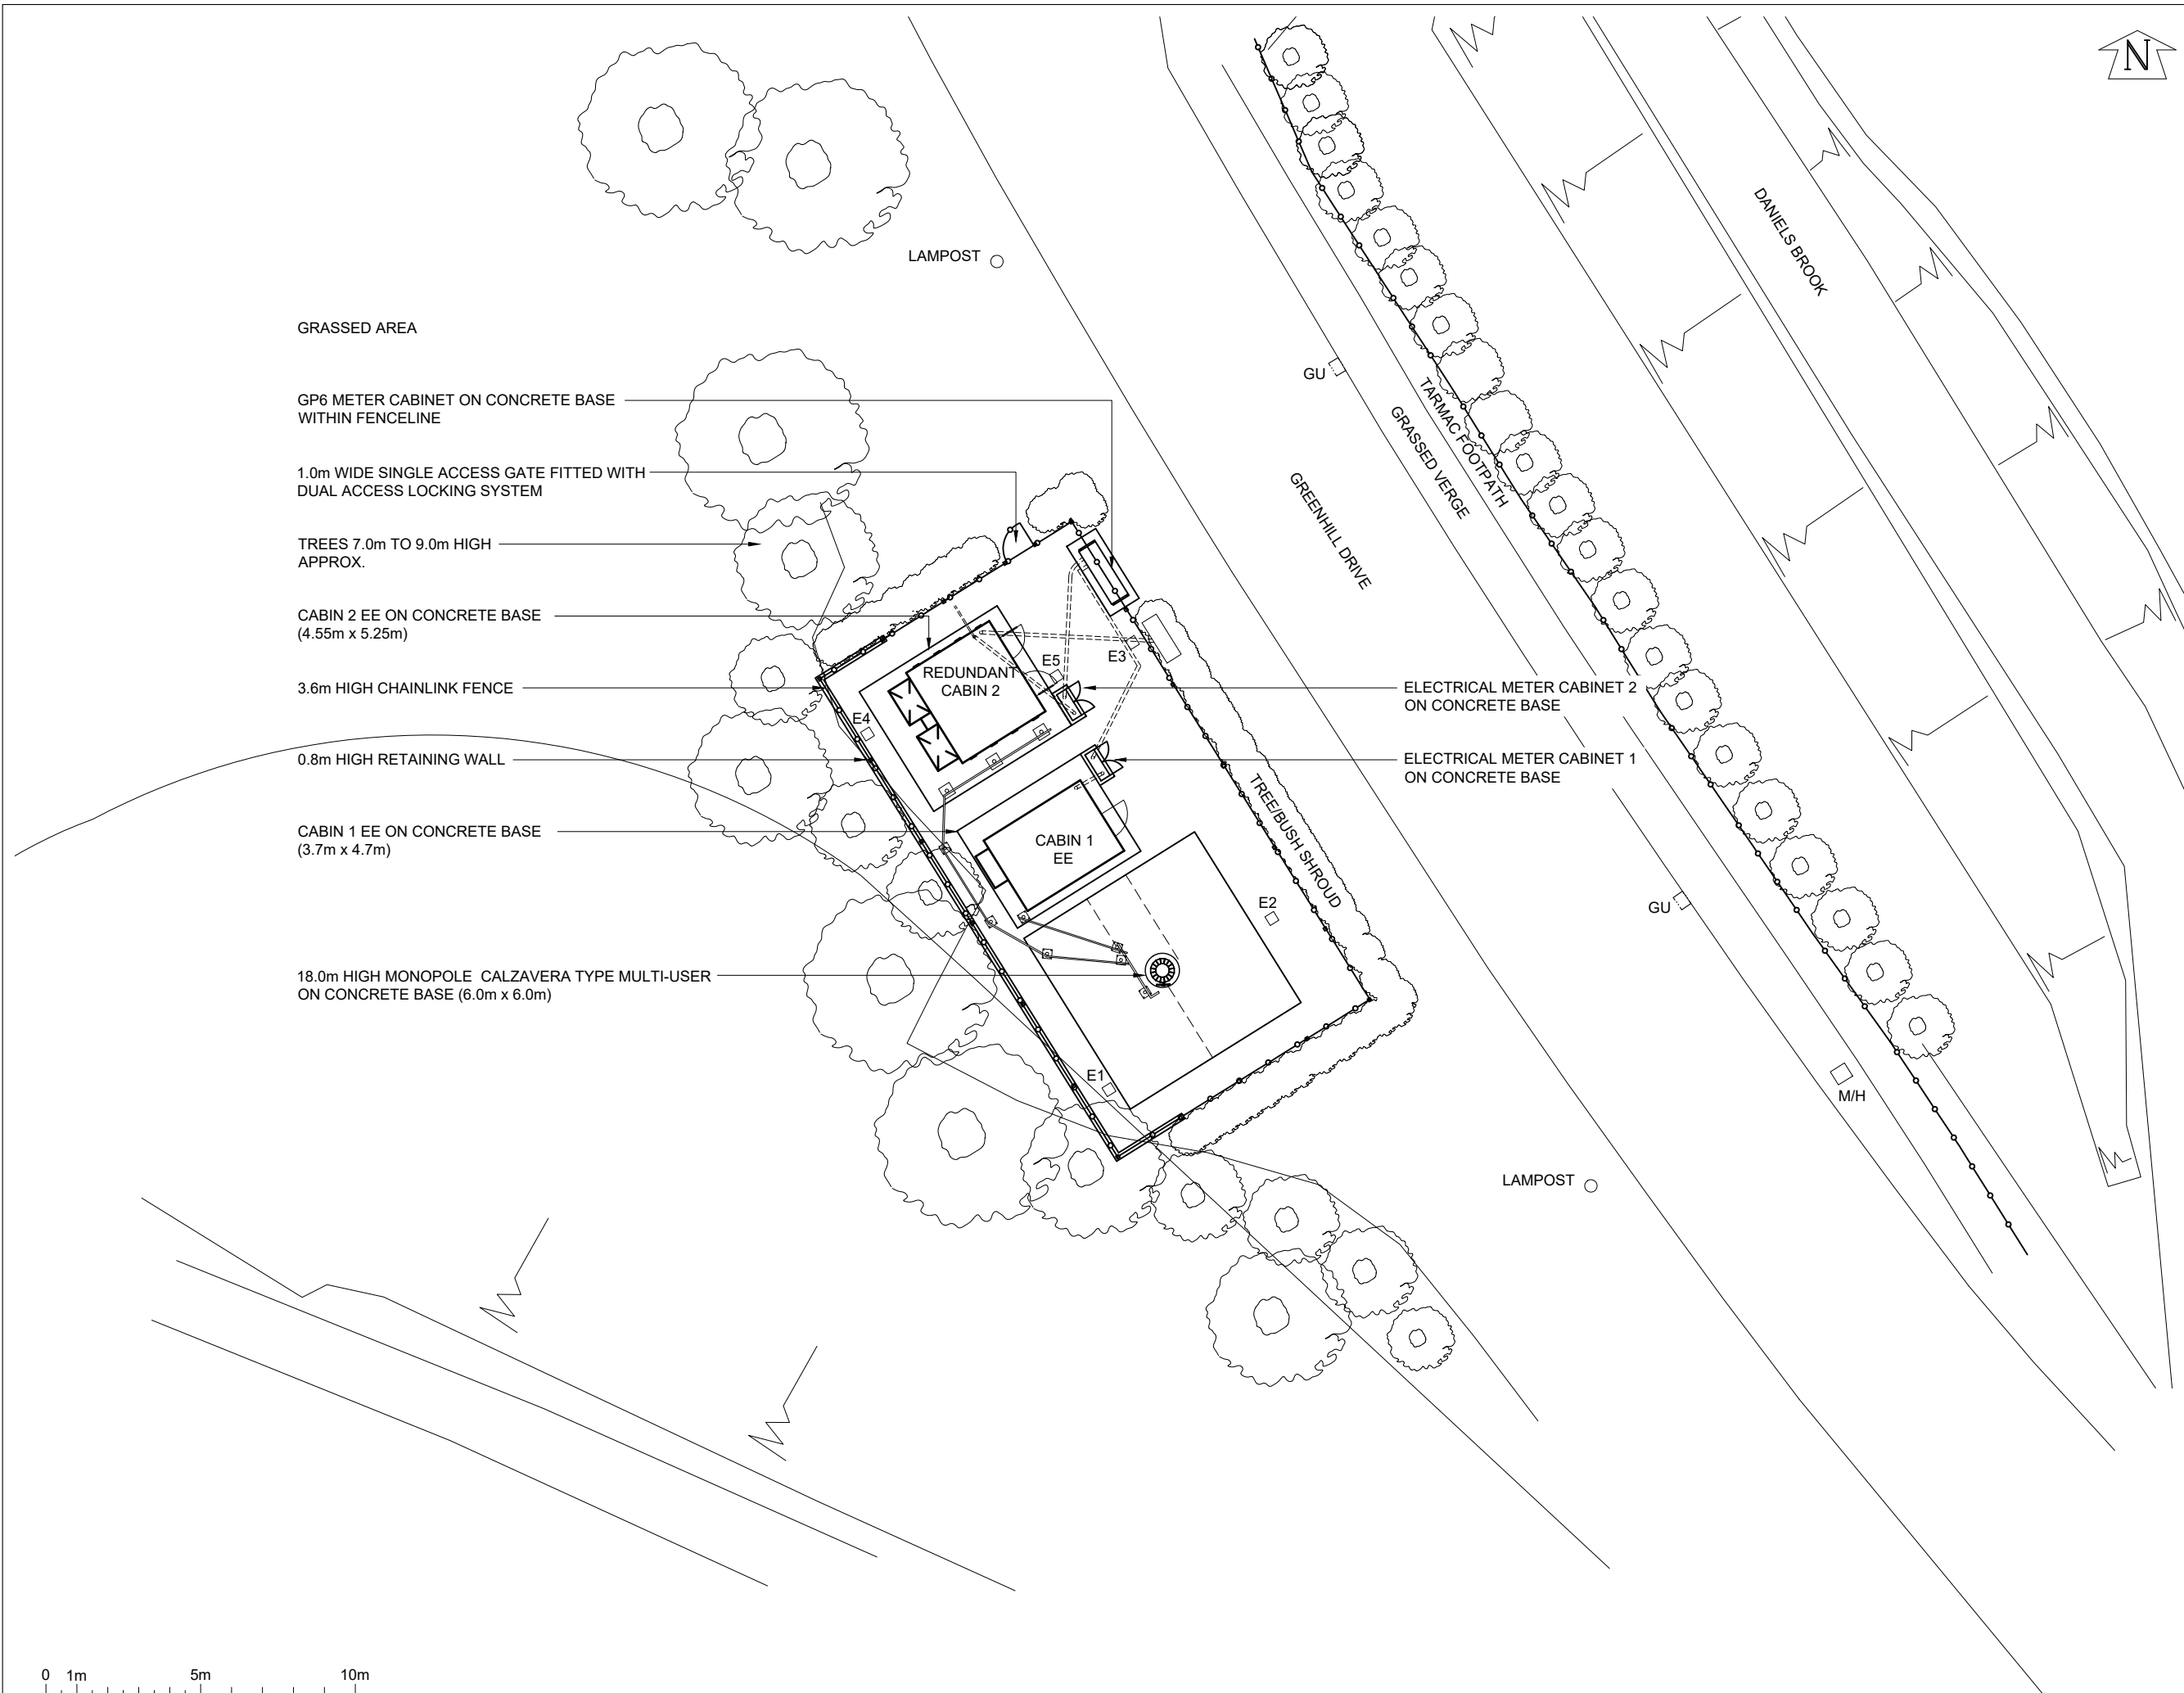 N
DANIELS BROOK
LAMPOST
GRASSED AREA
GU
TARMAC FOOTPATH
GRASSED VERGE
GP6 METER CABINET ON CONCRETE BASE
WITHIN FENCELINE
1.0m WIDE SINGLE ACCESS GATE FITTED WITH
DUAL ACCESS LOCKING SYSTEM
GREENHILL DRIVE
TREES 7.0m TO 9.0m HIGH
APPROX.
CABIN 2 EE ON CONCRETE BASE
(4.55m x 5.25m)
E3
E5
REDUNDANT
CABIN 2
3.6m HIGH CHAINLINK FENCE
ELECTRICAL METER CABINET 2
ON CONCRETE BASE
E4
0.8m HIGH RETAINING WALL
ELECTRICAL METER CABINET 1
ON CONCRETE BASE
TREE/BUSH SHROUD
CABIN 1 EE ON CONCRETE BASE
(3.7m x 4.7m)
CABIN 1
EE
E2
GU
18.0m HIGH MONOPOLE CALZAVERA TYPE MULTI-USER
ON CONCRETE BASE (6.0m x 6.0m)
E1
M/H
LAMPOST
0 1m 5m 10m